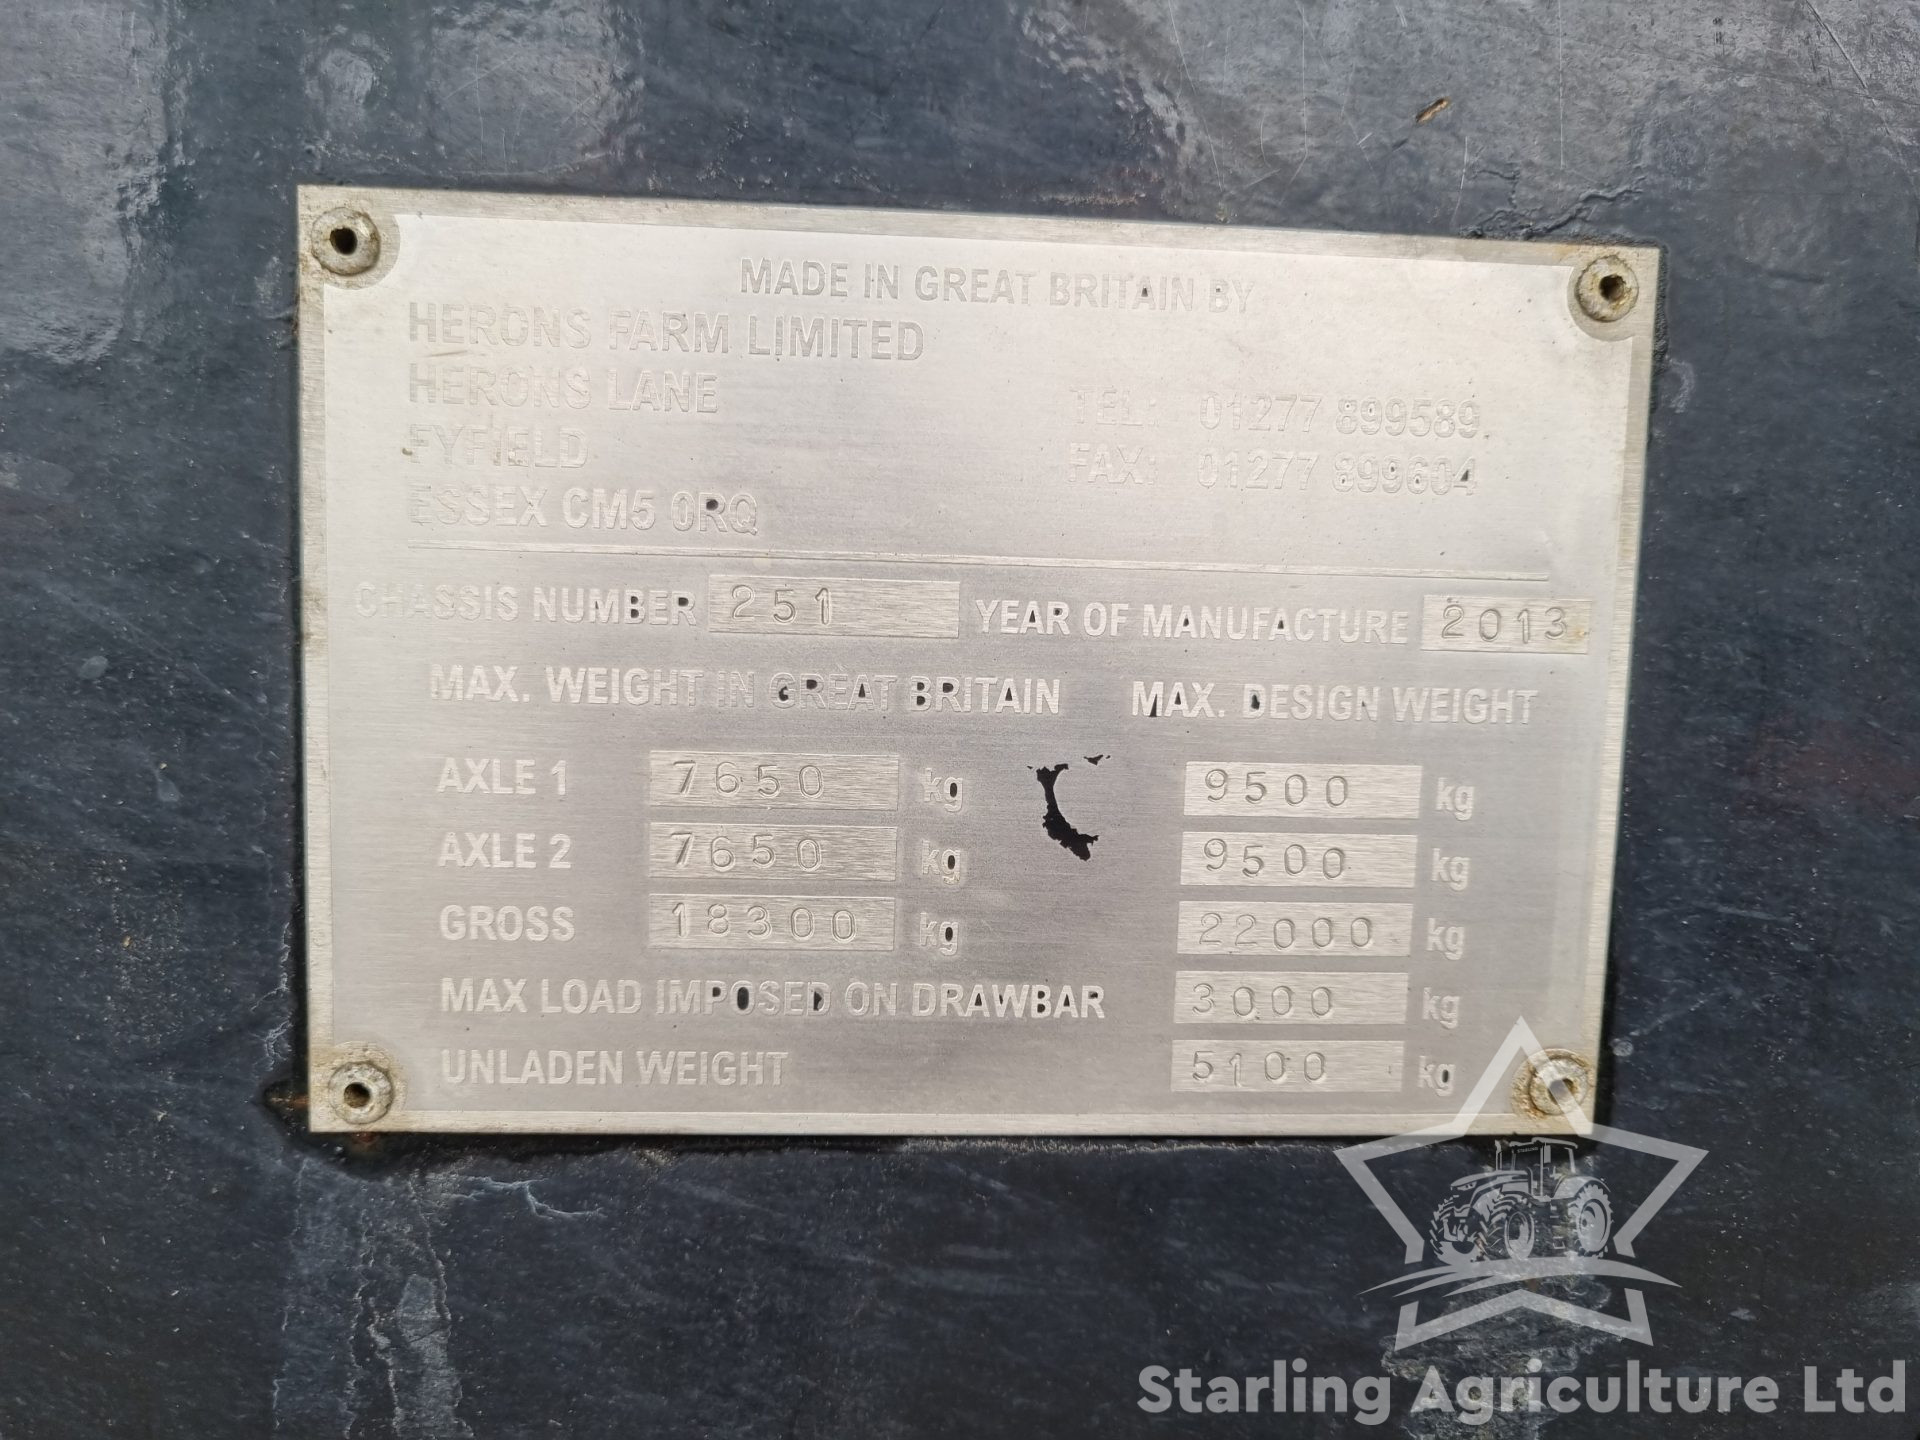 MADE IN GREAT BRITAIN BY
HERONS FARM LIMITED
HERONS LANE
TEL: 01277 899589
FYFIELD
FAX: 01277 899604
ESSEX CM5 0RQ
CHASSIS NUMBER 251 YEAR OF MANUFACTURE 2013
MAX. WEIGHT IN GREAT BRITAIN MAX. DESIGN WEIGHT
AXLE 1 7650 kg 9500 kg
AXLE 2 7650 kg 9500 kg
GROSS 18300 kg 22000 kg
MAX LOAD IMPOSED ON DRAWBAR 3000 kg
UNLADEN WEIGHT 5100 kg
Starling Agriculture Ltd